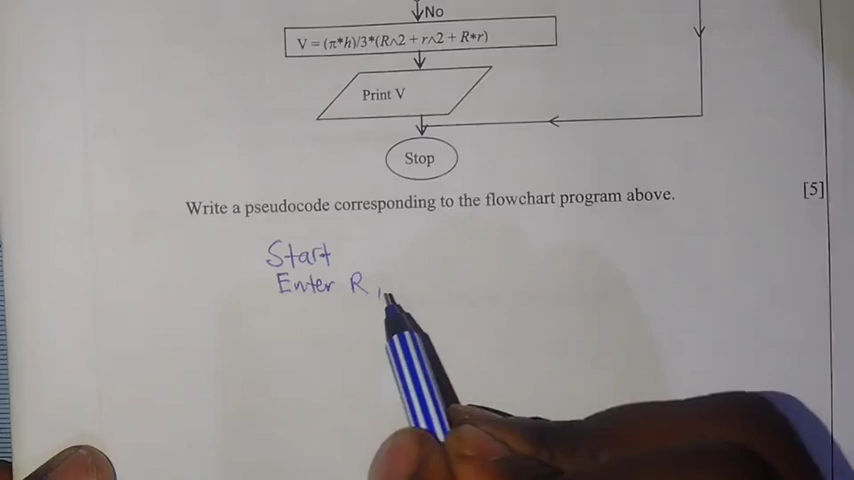 No
V = (π*h)/3*(R^2 + r^2 + R*r)
Print V
Stop
Write a pseudocode corresponding to the flowchart program above. [5]
Start
Enter R ,